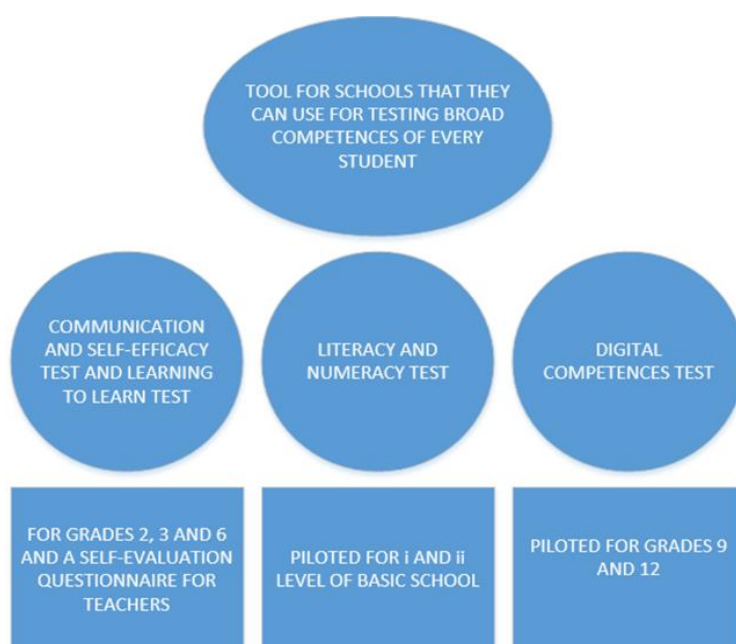 TOOL FOR SCHOOLS THAT THEY
CAN USE FOR TESTING BROAD
COMPETENCES OF EVERY
STUDENT
COMMUNICATION
AND SELF-EFFICACY
TEST AND LEARNING
TO LEARN TEST
LITERACY AND
NUMERACY TEST
DIGITAL
COMPETENCES TEST
FOR GRADES 2, 3 AND 6
AND A SELF-EVALUATION
QUESTIONNAIRE FOR
TEACHERS
PILOTED FOR i AND ii
LEVEL OF BASIC SCHOOL
PILOTED FOR GRADES 9
AND 12